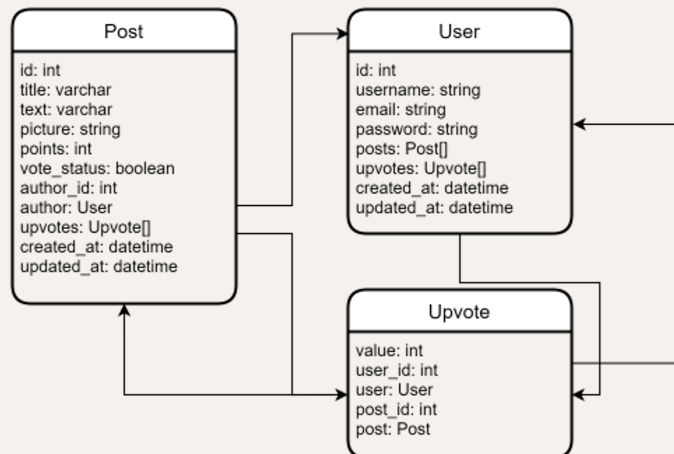 Post
id: int
title: varchar
text: varchar
picture: string
points: int
vote_status: boolean
author_id: int
author: User
upvotes: Upvote[]
created_at: datetime
updated_at: datetime
User
id: int
username: string
email: string
password: string
posts: Post[]
upvotes: Upvote[]
created_at: datetime
updated_at: datetime
Upvote
value: int
user_id: int
user: User
post_id: int
post: Post